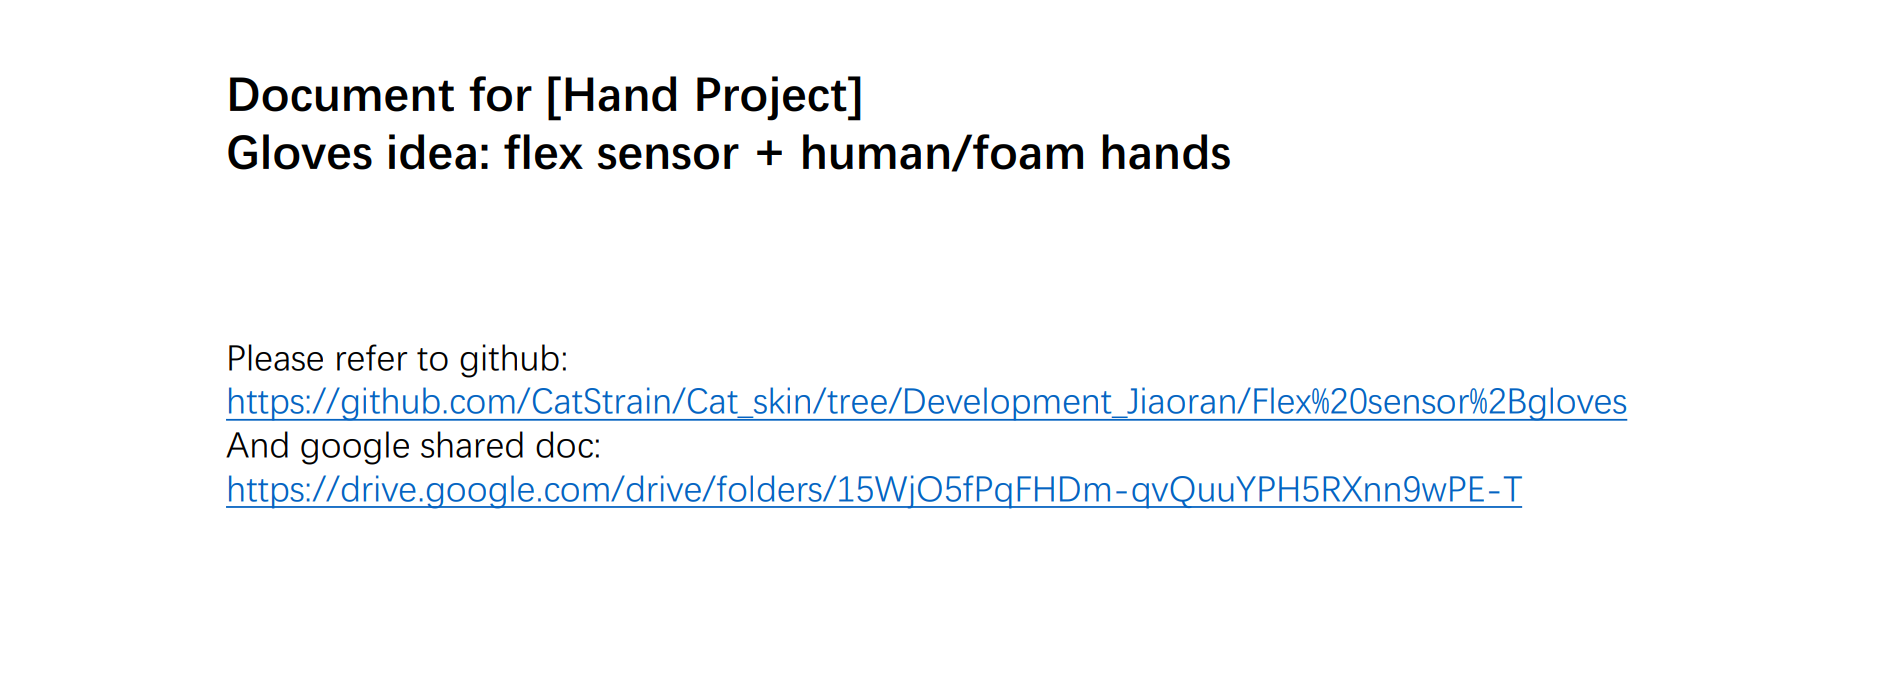 Document for [Hand Project]
Gloves idea: flex sensor + human/foam hands
Please refer to github:
https://github.com/CatStrain/Cat_skin/tree/Development_Jiaoran/Flex%20sensor%2Bgloves
And google shared doc:
https://drive.google.com/drive/folders/15WjO5fPqFHDm-qvQuuYPH5RXnn9wPE-T